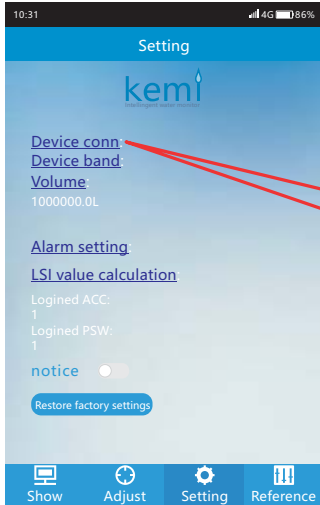 10:31 4G 86%
Setting
kemi
intelligent water monitor
Device conn:
Device band:
Volume:
1000000.0L
Alarm setting:
LSI value calculation:
Logined ACC:
1
Logined PSW:
1
notice
Restore factory settings
Show Adjust Setting Reference